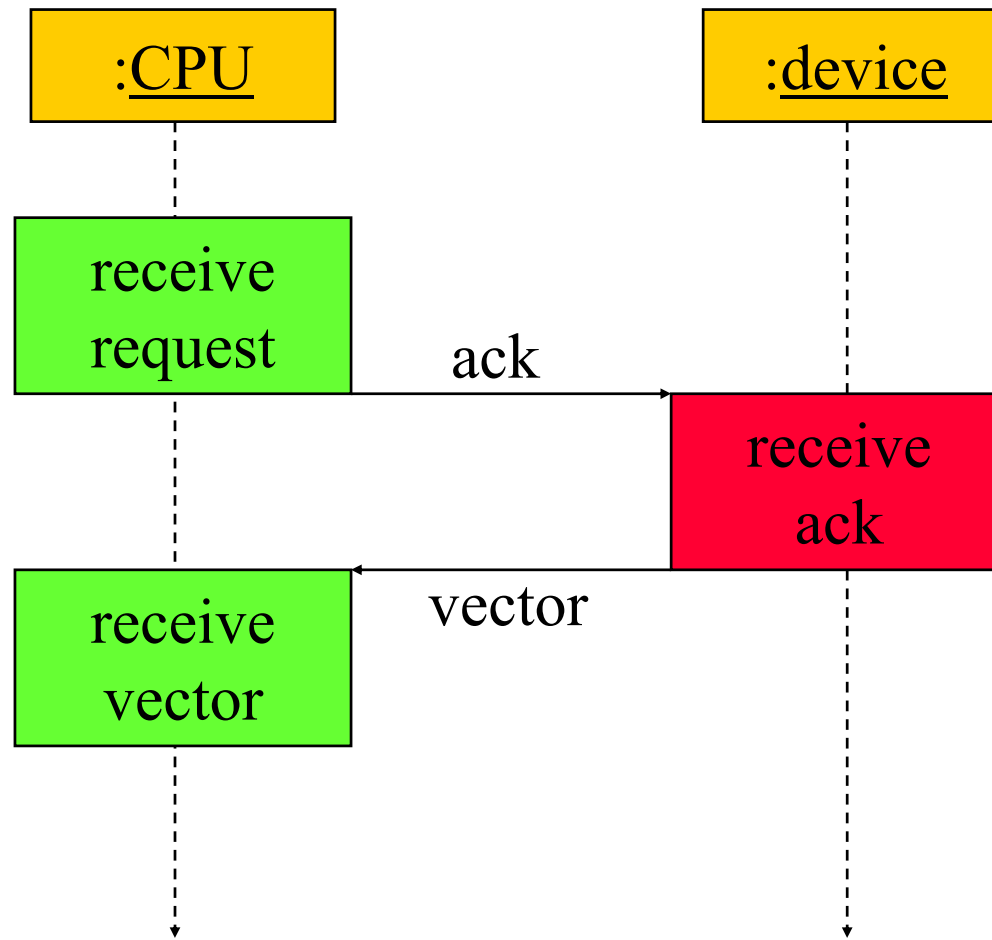 :CPU
:device
receive
request
ack
receive
ack
vector
receive
vector